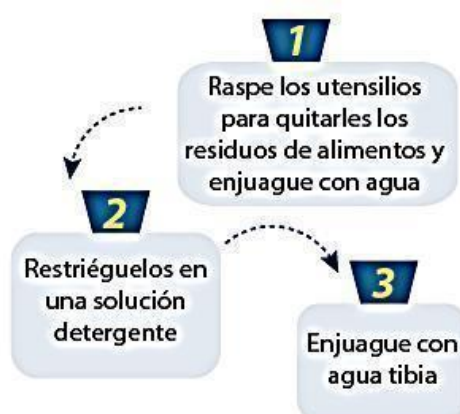 1
Raspe los utensilios
para quitarles los
residuos de alimentos y
enjuague con agua
2
Restriéguelos en
una solución
detergente
3
Enjuague con
agua tibia